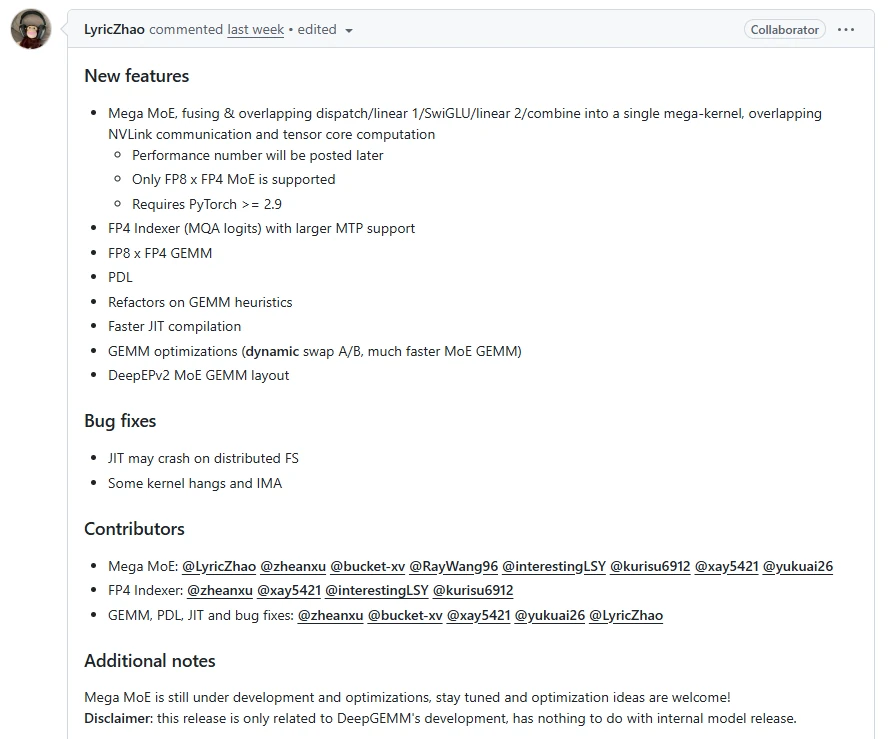 LyricZhao commented last week • edited
Collaborator
New features
Mega MoE, fusing & overlapping dispatch/linear 1/SwiGLU/linear 2/combine into a single mega-kernel, overlapping
NVLink communication and tensor core computation
Performance number will be posted later
Only FP8 x FP4 MoE is supported
Requires PyTorch >= 2.9
FP4 Indexer (MQA logits) with larger MTP support
FP8 x FP4 GEMM
PDL
Refactors on GEMM heuristics
Faster JIT compilation
GEMM optimizations (dynamic swap A/B, much faster MoE GEMM)
DeepEPv2 MoE GEMM layout
Bug fixes
JIT may crash on distributed FS
Some kernel hangs and IMA
Contributors
Mega MoE: @LyricZhao @zheanxu @bucket-xv @RayWang96 @interestingLSY @kurisu6912 @xay5421 @yukuai26
FP4 Indexer: @zheanxu @xay5421 @interestingLSY @kurisu6912
GEMM, PDL, JIT and bug fixes: @zheanxu @bucket-xv @xay5421 @yukuai26 @LyricZhao
Additional notes
Mega MoE is still under development and optimizations, stay tuned and optimization ideas are welcome!
Disclaimer: this release is only related to DeepGEMM's development, has nothing to do with internal model release.